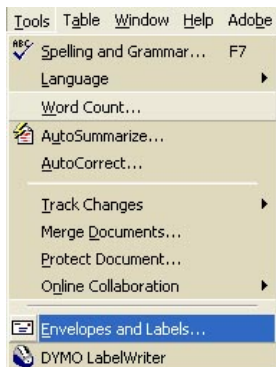 Tools Table Window Help Adobe
ABC Spelling and Grammar... F7
Language
Word Count...
AutoSummarize...
AutoCorrect...
Track Changes
Merge Documents...
Protect Document...
Online Collaboration
Envelopes and Labels...
DYMO LabelWriter